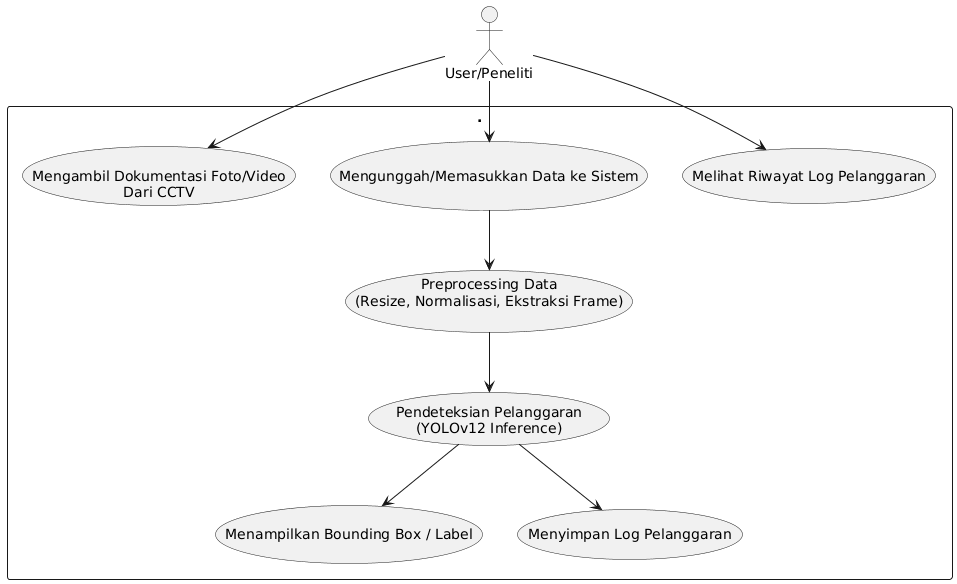 User/Peneliti
.
Mengambil Dokumentasi Foto/Video
Dari CCTV
Mengunggah/Memasukkan Data ke Sistem
Melihat Riwayat Log Pelanggaran
Preprocessing Data
(Resize, Normalisasi, Ekstraksi Frame)
Pendeteksian Pelanggaran
(YOLOv12 Inference)
Menampilkan Bounding Box / Label
Menyimpan Log Pelanggaran